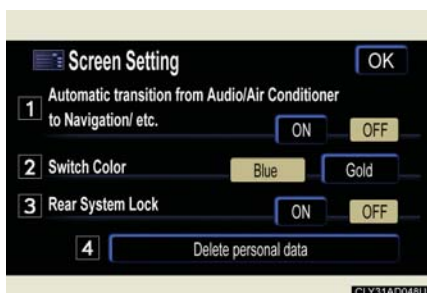 Screen Setting OK
1 Automatic transition from Audio/Air Conditioner
to Navigation/ etc.
ON OFF
2 Switch Color Blue Gold
3 Rear System Lock ON OFF
4 Delete personal data
CLY31AD048U